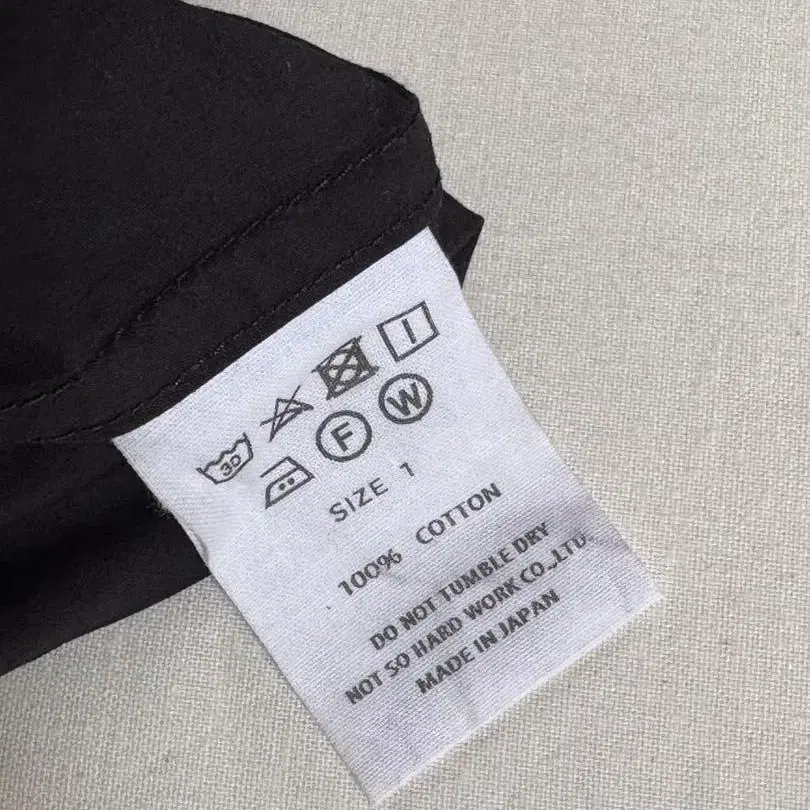 30
F W
SIZE 1
100% COTTON
DO NOT TUMBLE DRY
NOT SO HARD WORK CO.,LTD.
MADE IN JAPAN